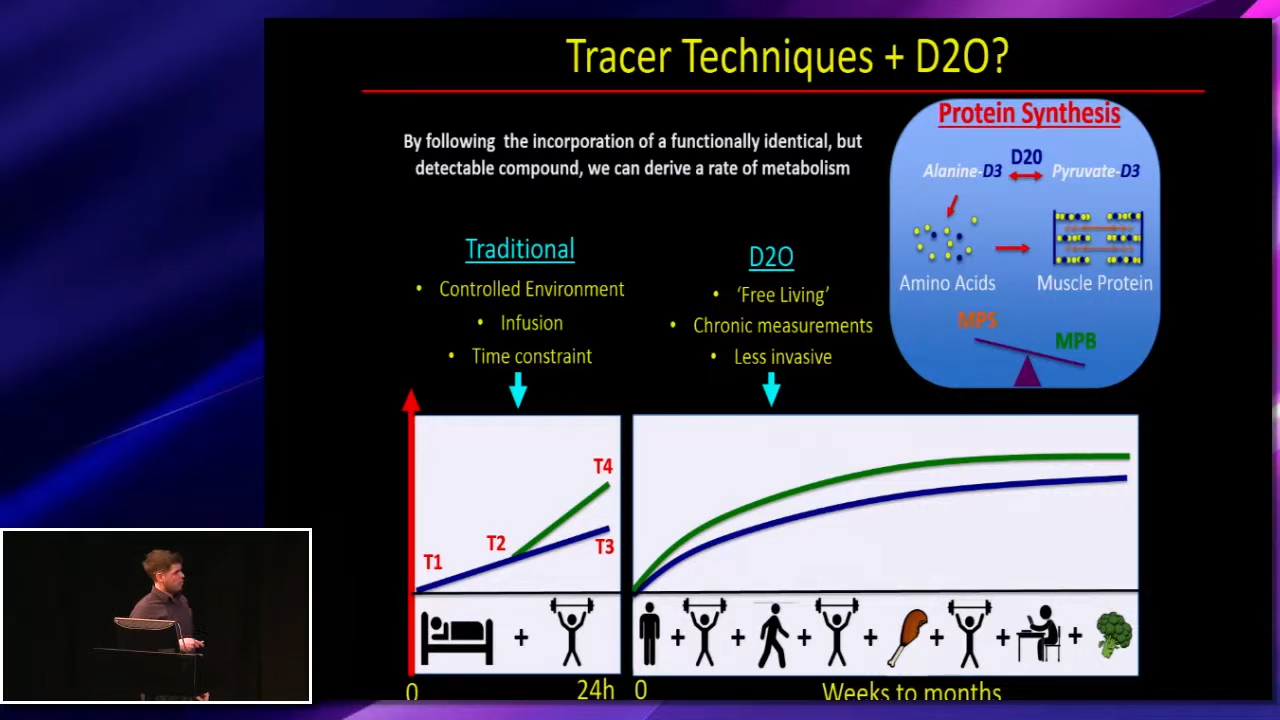 Tracer Techniques + D2O?
By following the incorporation of a functionally identical, but
detectable compound, we can derive a rate of metabolism
Protein Synthesis
D20
Alanine-D3 Pyruvate-D3
Amino Acids Muscle Protein
MPS
MPB
Traditional
• Controlled Environment
• Infusion
• Time constraint
D2O
• ‘Free Living’
• Chronic measurements
• Less invasive
T4
T2
T3
T1
+
+ + + + + + +
0 24h
0 Weeks to months